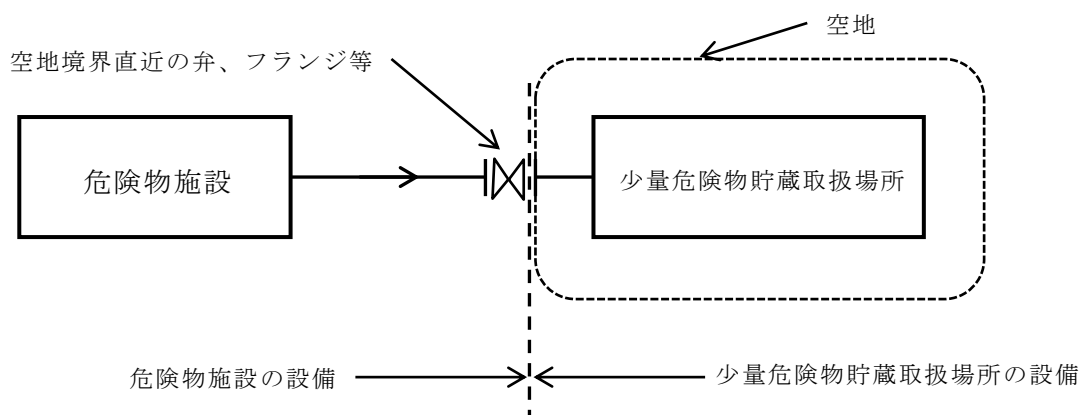 空地
空地境界直近の弁、フランジ等
危険物施設
少量危険物貯蔵取扱場所
危険物施設の設備
少量危険物貯蔵取扱場所の設備